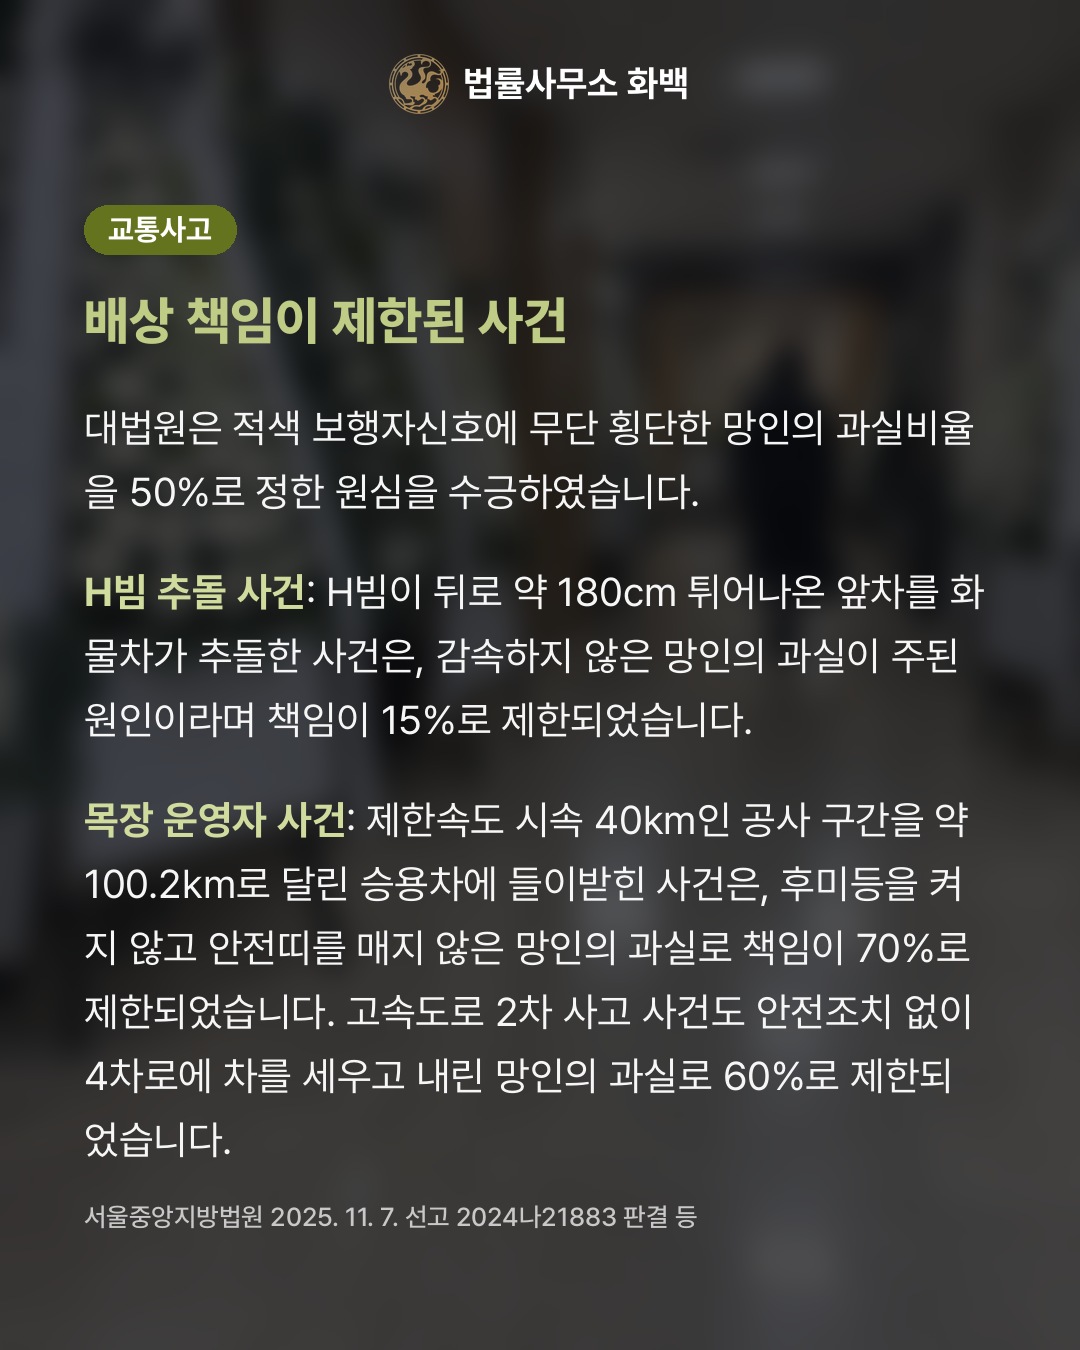 법률사무소 화백
교통사고
배상 책임이 제한된 사건
대법원은 적색 보행자신호에 무단 횡단한 망인의 과실비율
을 50%로 정한 원심을 수긍하였습니다.
H빔 추돌 사건: H빔이 뒤로 약 180cm 튀어나온 앞차를 화
물차가 추돌한 사건은, 감속하지 않은 망인의 과실이 주된
원인이라며 책임이 15%로 제한되었습니다.
목장 운영자 사건: 제한속도 시속 40km인 공사 구간을 약
100.2km로 달린 승용차에 들이받힌 사건은, 후미등을 켜
지 않고 안전띠를 매지 않은 망인의 과실로 책임이 70%로
제한되었습니다. 고속도로 2차 사고 사건도 안전조치 없이
4차로에 차를 세우고 내린 망인의 과실로 60%로 제한되
었습니다.
서울중앙지방법원 2025. 11. 7. 선고 2024나21883 판결 등